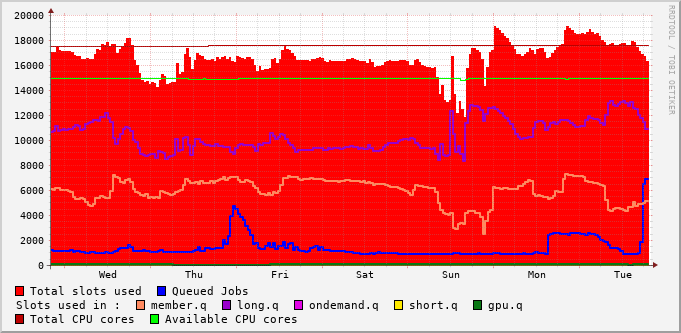 20000
18000
16000
14000
12000
10000
8000
6000
4000
2000
0
Wed Thu Fri Sat Sun Mon Tue
RRDTOOL / TOBI OETIKER
Total slots used Queued Jobs
Slots used in : member.q long.q ondemand.q short.q gpu.q
Total CPU cores Available CPU cores